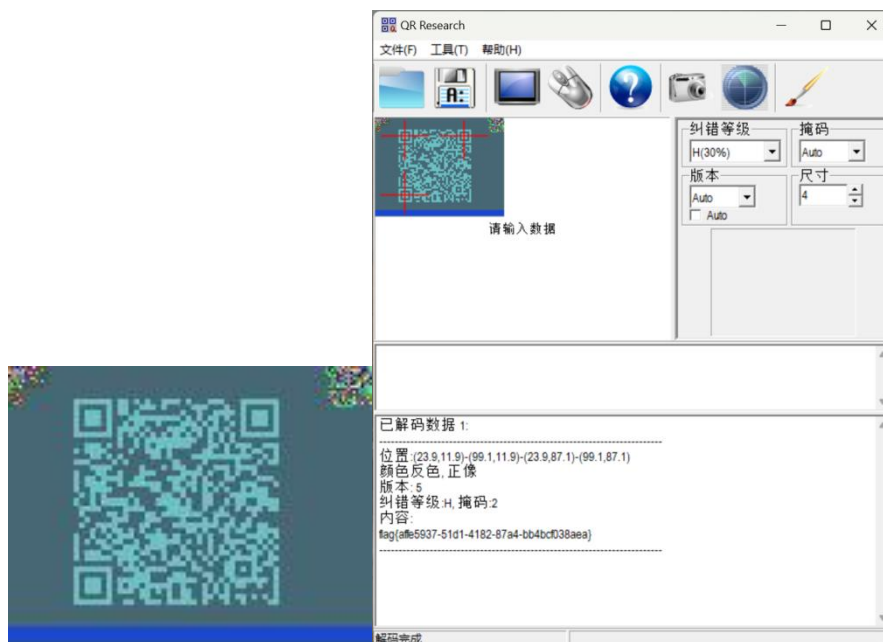 QR Research
文件(F) 工具(T) 帮助(H)
纠错等级
掩码
H(30%)
Auto
版本
尺寸
Auto
4
Auto
请输入数据
已解码数据 1:
位置:(23.9,11.9)-(99.1,11.9)-(23.9,87.1)-(99.1,87.1)
颜色反色, 正像
版本: 5
纠错等级:H, 掩码:2
内容:
flag{affe5937-51d1-4182-87a4-bb4bcf038aea}
解码完成